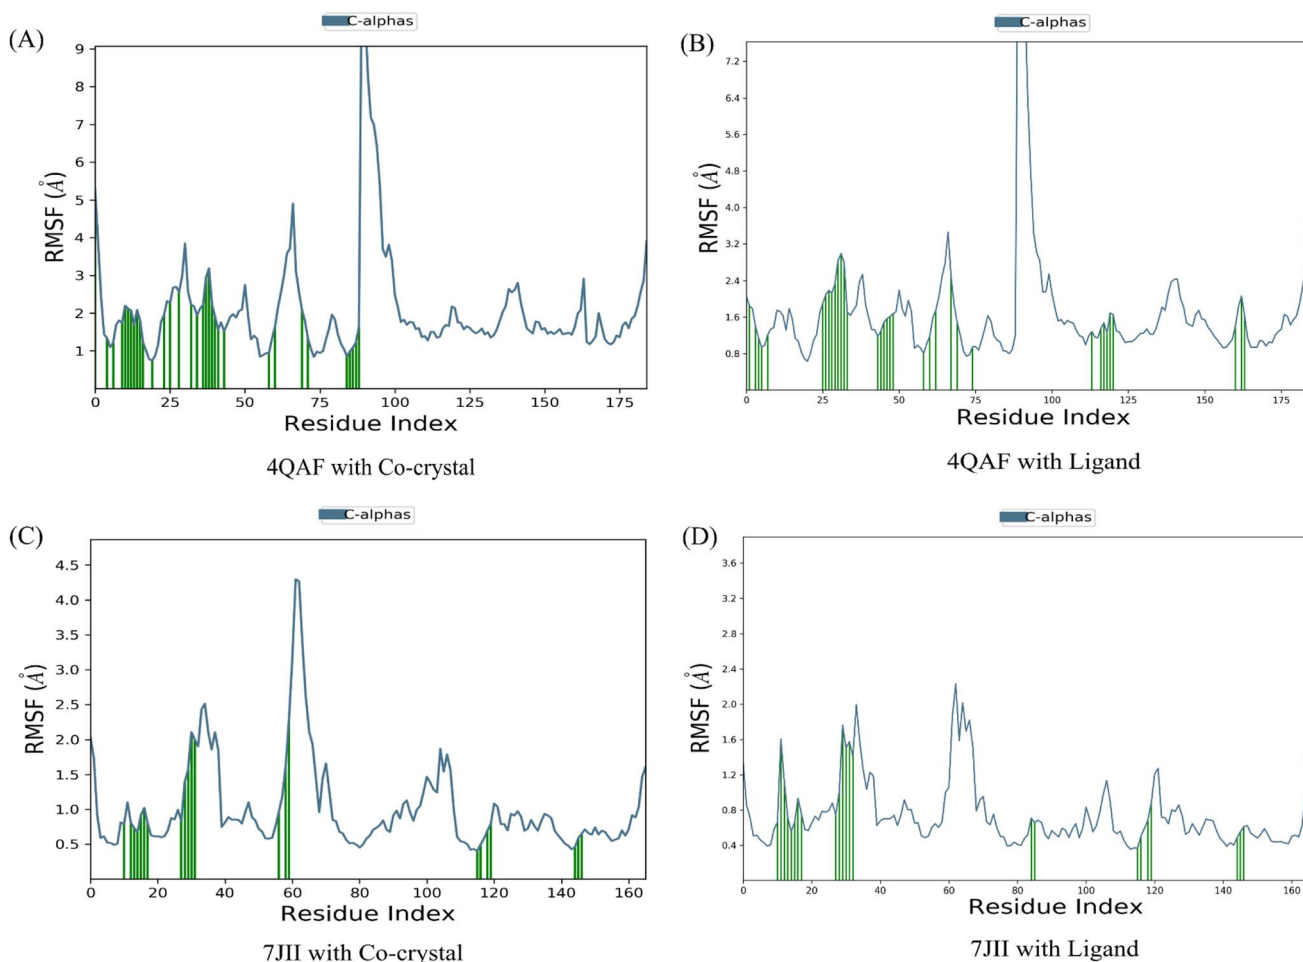 (A)
C-alphas
9
8
7
6
5
4
3
2
1
RMSF (Å)
0 25 50 75 100 125 150 175
Residue Index
4QAF with Co-crystal
(B)
C-alphas
7.2
6.4
5.6
4.8
4.0
3.2
2.4
1.6
0.8
RMSF (Å)
0 25 50 75 100 125 150 175
Residue Index
4QAF with Ligand
(C)
C-alphas
4.5
4.0
3.5
3.0
2.5
2.0
1.5
1.0
0.5
RMSF (Å)
0 20 40 60 80 100 120 140 160
Residue Index
7JII with Co-crystal
(D)
C-alphas
3.6
3.2
2.8
2.4
2.0
1.6
1.2
0.8
0.4
RMSF (Å)
0 20 40 60 80 100 120 140 160
Residue Index
7JII with Ligand